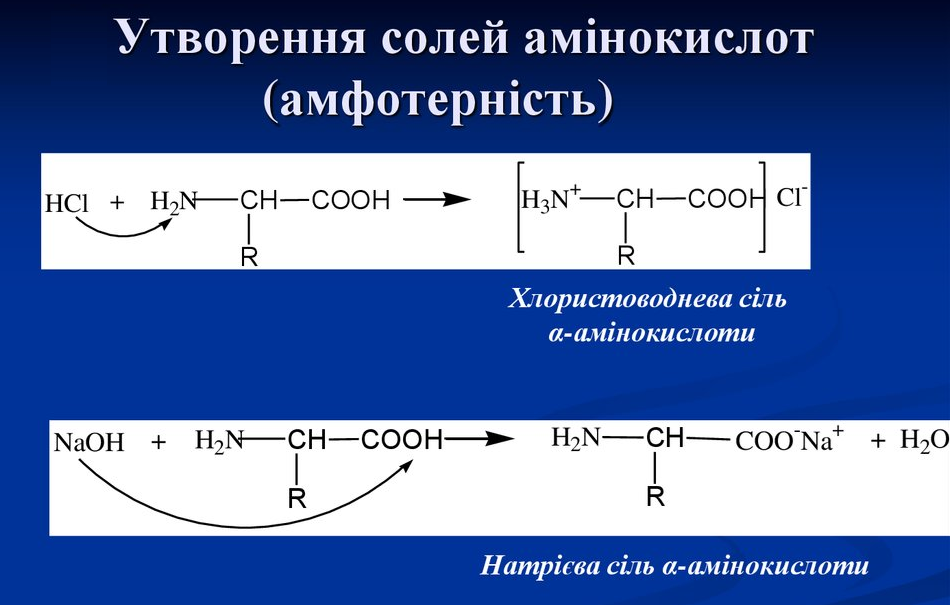 Утворення солей амінокислот
(амфотерність)
HCl + H₂N—CH—COOH ⟶ [H₃N⁺—CH—COOH] Cl⁻
R R
Хлористоводнева сіль
α-амінокислоти
NaOH + H₂N—CH—COOH ⟶ H₂N—CH—COO⁻Na⁺ + H₂O
R R
Натрієва сіль α-амінокислоти